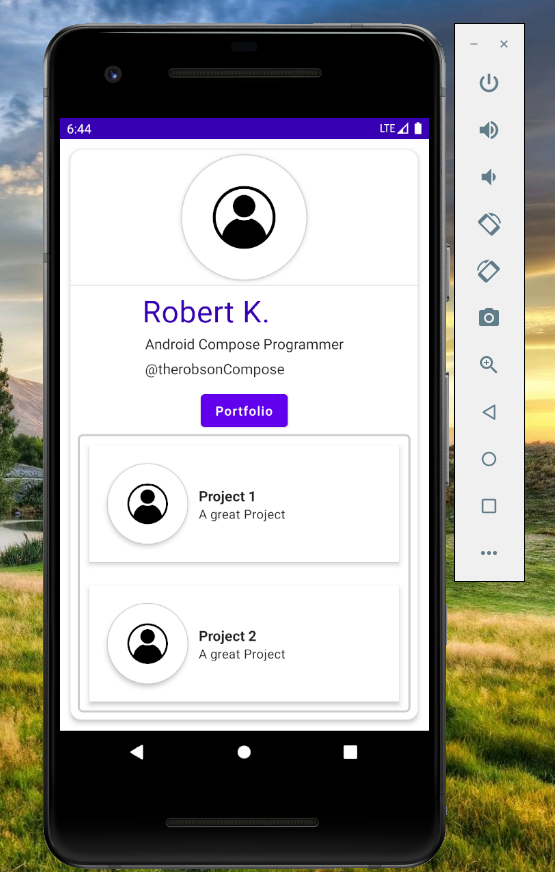 6:44
LTE
Robert K.
Android Compose Programmer
@therobsonCompose
Portfolio
Project 1
A great Project
Project 2
A great Project